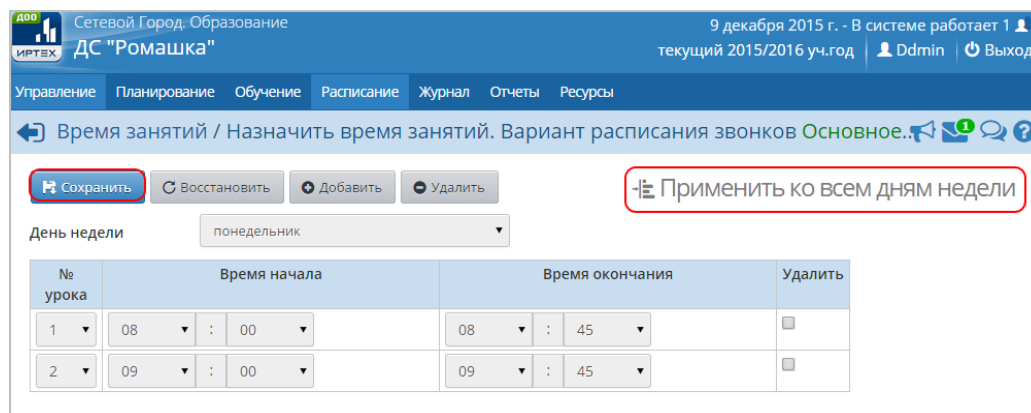 ДОО
ИРТЕХ
Сетевой Город. Образование
ДС "Ромашка"
9 декабря 2015 г. - В системе работает 1
текущий 2015/2016 уч.год Ddmin Выход
Управление Планирование Обучение Расписание Журнал Отчеты Ресурсы
Время занятий / Назначить время занятий. Вариант расписания звонков Основное.. 1
Сохранить Восстановить Добавить Удалить Применить ко всем дням недели
День недели понедельник
№ урока Время начала Время окончания Удалить
1 08 : 00 08 : 45
2 09 : 00 09 : 45